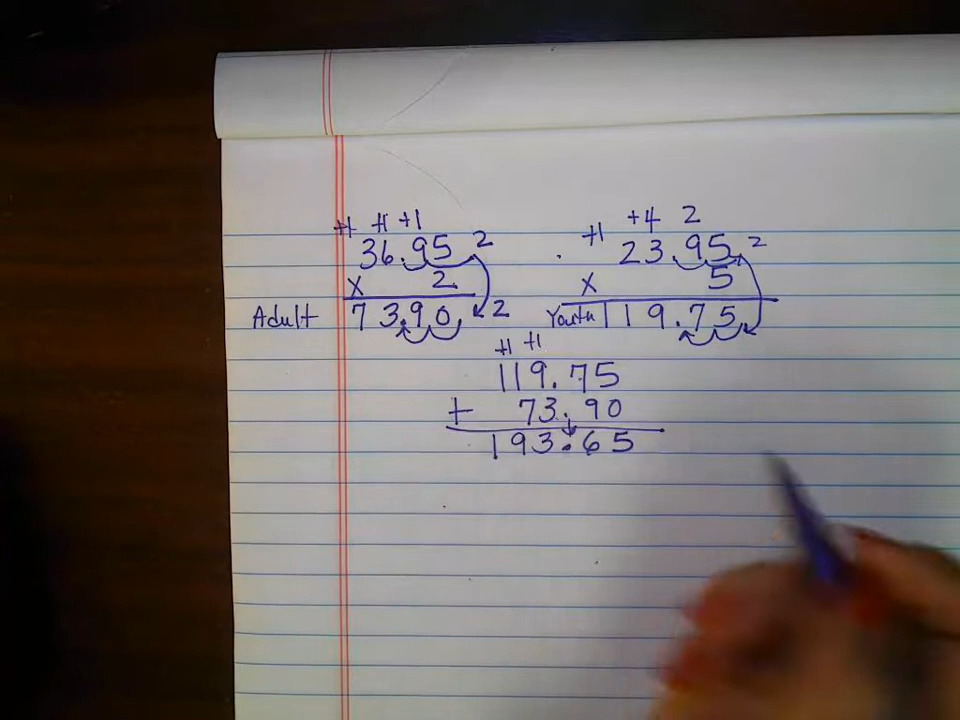 +1 +1 +1
36.95 2
x 2
Adult 73.90 2
+1 +4 2
23.95 2
x 5
Youth 119.75
+1 +1
119.75
+ 73.90
193.65